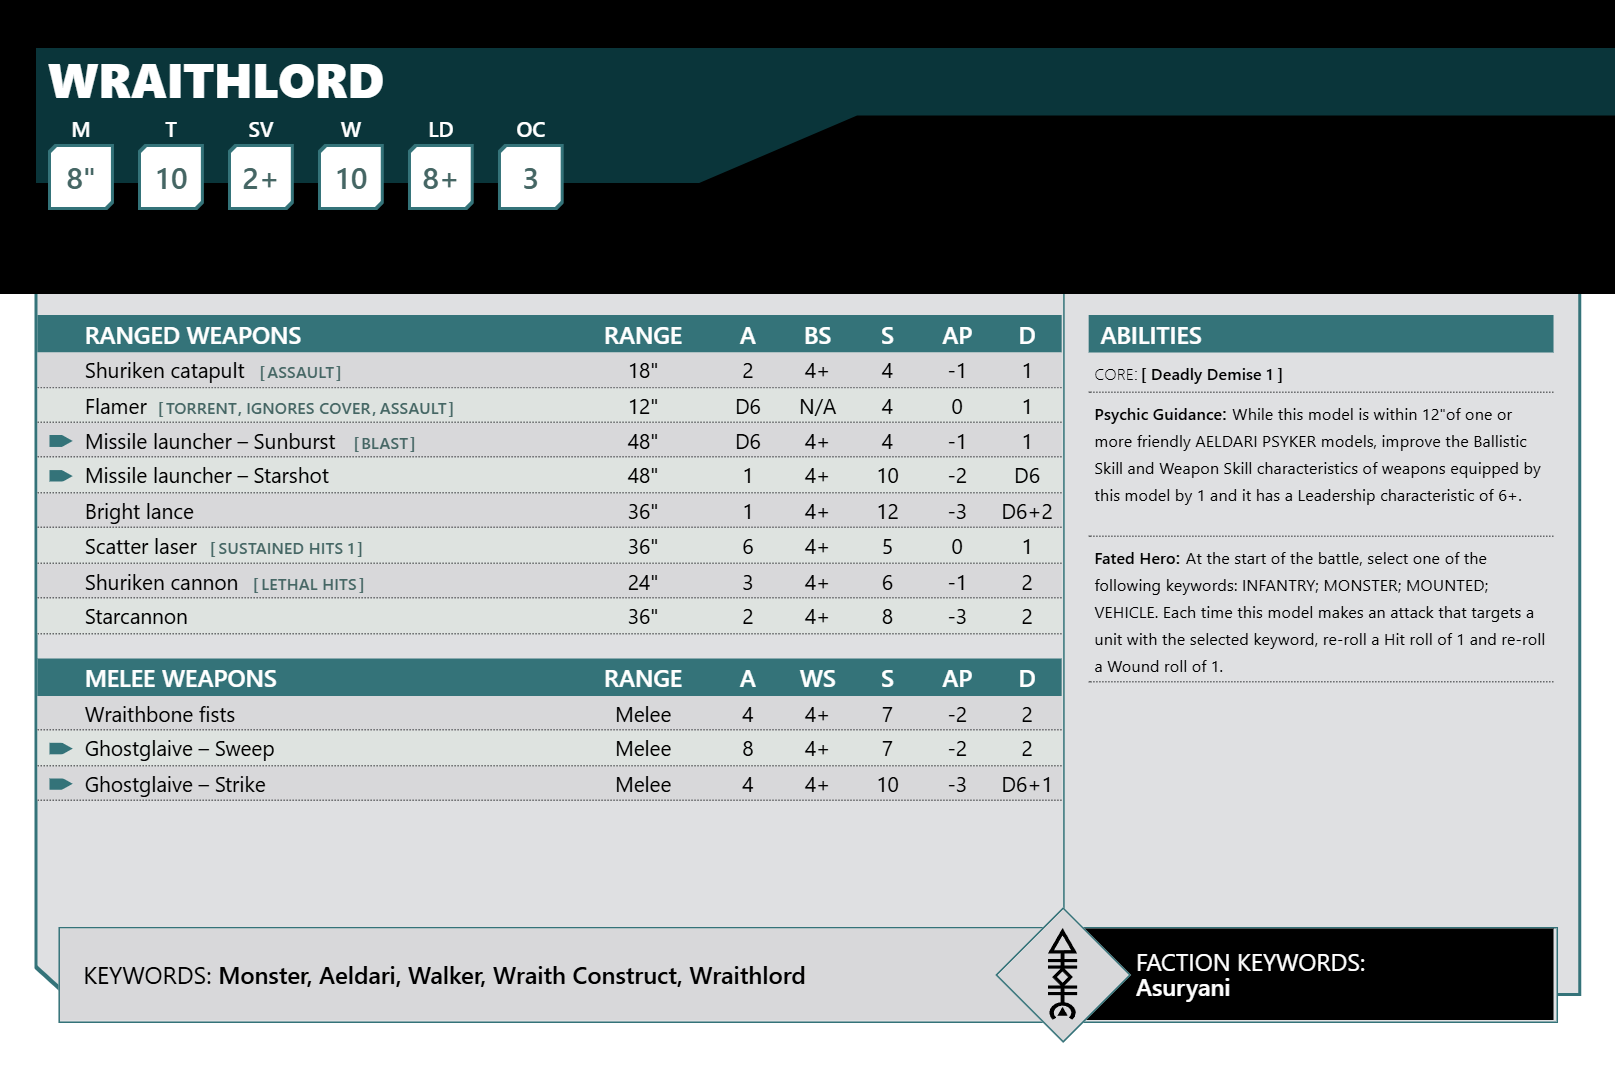 WRAITHLORD
M T SV W LD OC
8" 10 2+ 10 8+ 3
RANGED WEAPONS RANGE A BS S AP D
Shuriken catapult [ASSAULT] 18" 2 4+ 4 -1 1
Flamer [TORRENT, IGNORES COVER, ASSAULT] 12" D6 N/A 4 0 1
Missile launcher – Sunburst [BLAST] 48" D6 4+ 4 -1 1
Missile launcher – Starshot 48" 1 4+ 10 -2 D6
Bright lance 36" 1 4+ 12 -3 D6+2
Scatter laser [SUSTAINED HITS 1] 36" 6 4+ 5 0 1
Shuriken cannon [LETHAL HITS] 24" 3 4+ 6 -1 2
Starcannon 36" 2 4+ 8 -3 2
MELEE WEAPONS RANGE A WS S AP D
Wraithbone fists Melee 4 4+ 7 -2 2
Ghostglaive – Sweep Melee 8 4+ 7 -2 2
Ghostglaive – Strike Melee 4 4+ 10 -3 D6+1
ABILITIES
CORE: [ Deadly Demise 1 ]
Psychic Guidance: While this model is within 12"of one or
more friendly AELDARI PSYKER models, improve the Ballistic
Skill and Weapon Skill characteristics of weapons equipped by
this model by 1 and it has a Leadership characteristic of 6+.
Fated Hero: At the start of the battle, select one of the
following keywords: INFANTRY; MONSTER; MOUNTED;
VEHICLE. Each time this model makes an attack that targets a
unit with the selected keyword, re-roll a Hit roll of 1 and re-roll
a Wound roll of 1.
KEYWORDS: Monster, Aeldari, Walker, Wraith Construct, Wraithlord
FACTION KEYWORDS:
Asuryani